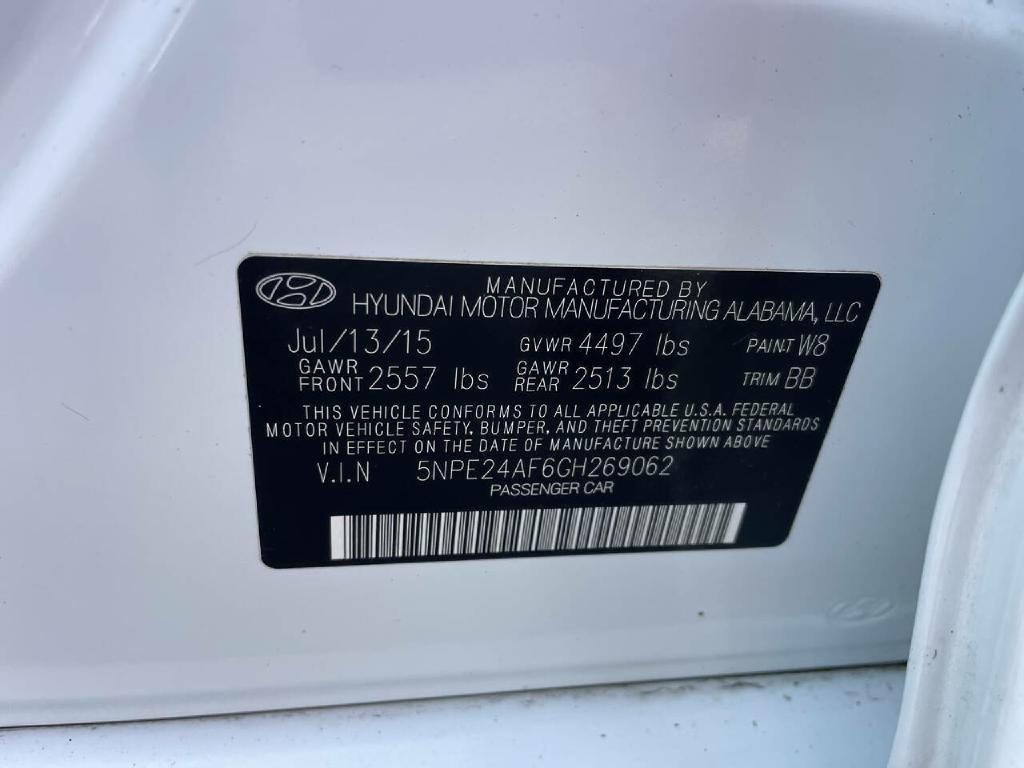 MANUFACTURED BY
HYUNDAI MOTOR MANUFACTURING ALABAMA, LLC
Jul/13/15 GVWR 4497 lbs PAINT W8
GAWR FRONT 2557 lbs GAWR REAR 2513 lbs TRIM BB
THIS VEHICLE CONFORMS TO ALL APPLICABLE U.S.A. FEDERAL
MOTOR VEHICLE SAFETY, BUMPER, AND THEFT PREVENTION STANDARDS
IN EFFECT ON THE DATE OF MANUFACTURE SHOWN ABOVE
V.I.N 5NPE24AF6GH269062
PASSENGER CAR